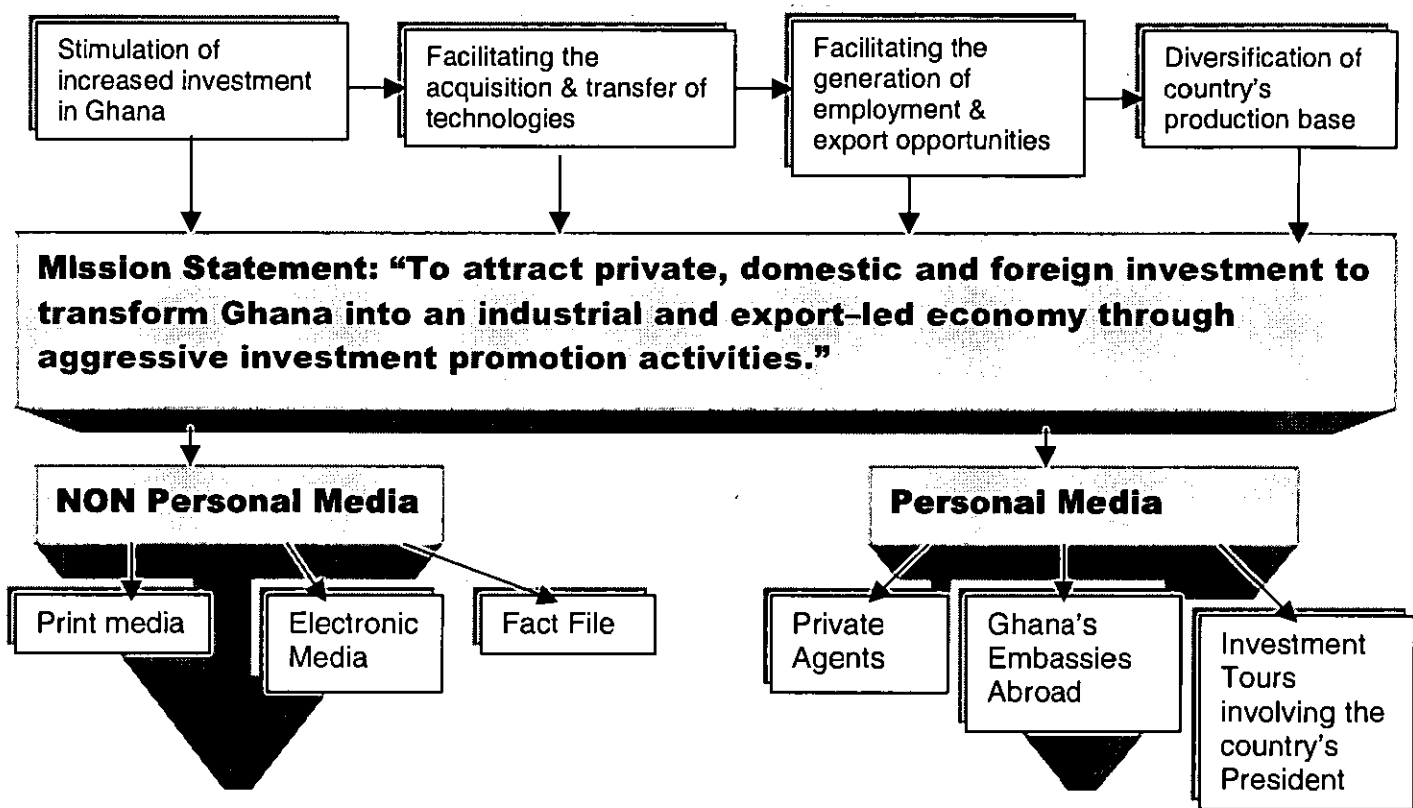 Stimulation of
increased investment
in Ghana
Facilitating the
acquisition & transfer of
technologies
Facilitating the
generation of
employment &
export opportunities
Diversification of
country's
production base
Mission Statement: “To attract private, domestic and foreign investment to
transform Ghana into an industrial and export–led economy through
aggressive investment promotion activities.”
NON Personal Media
Personal Media
Print media
Electronic
Media
Fact File
Private
Agents
Ghana's
Embassies
Abroad
Investment
Tours
involving the
country's
President